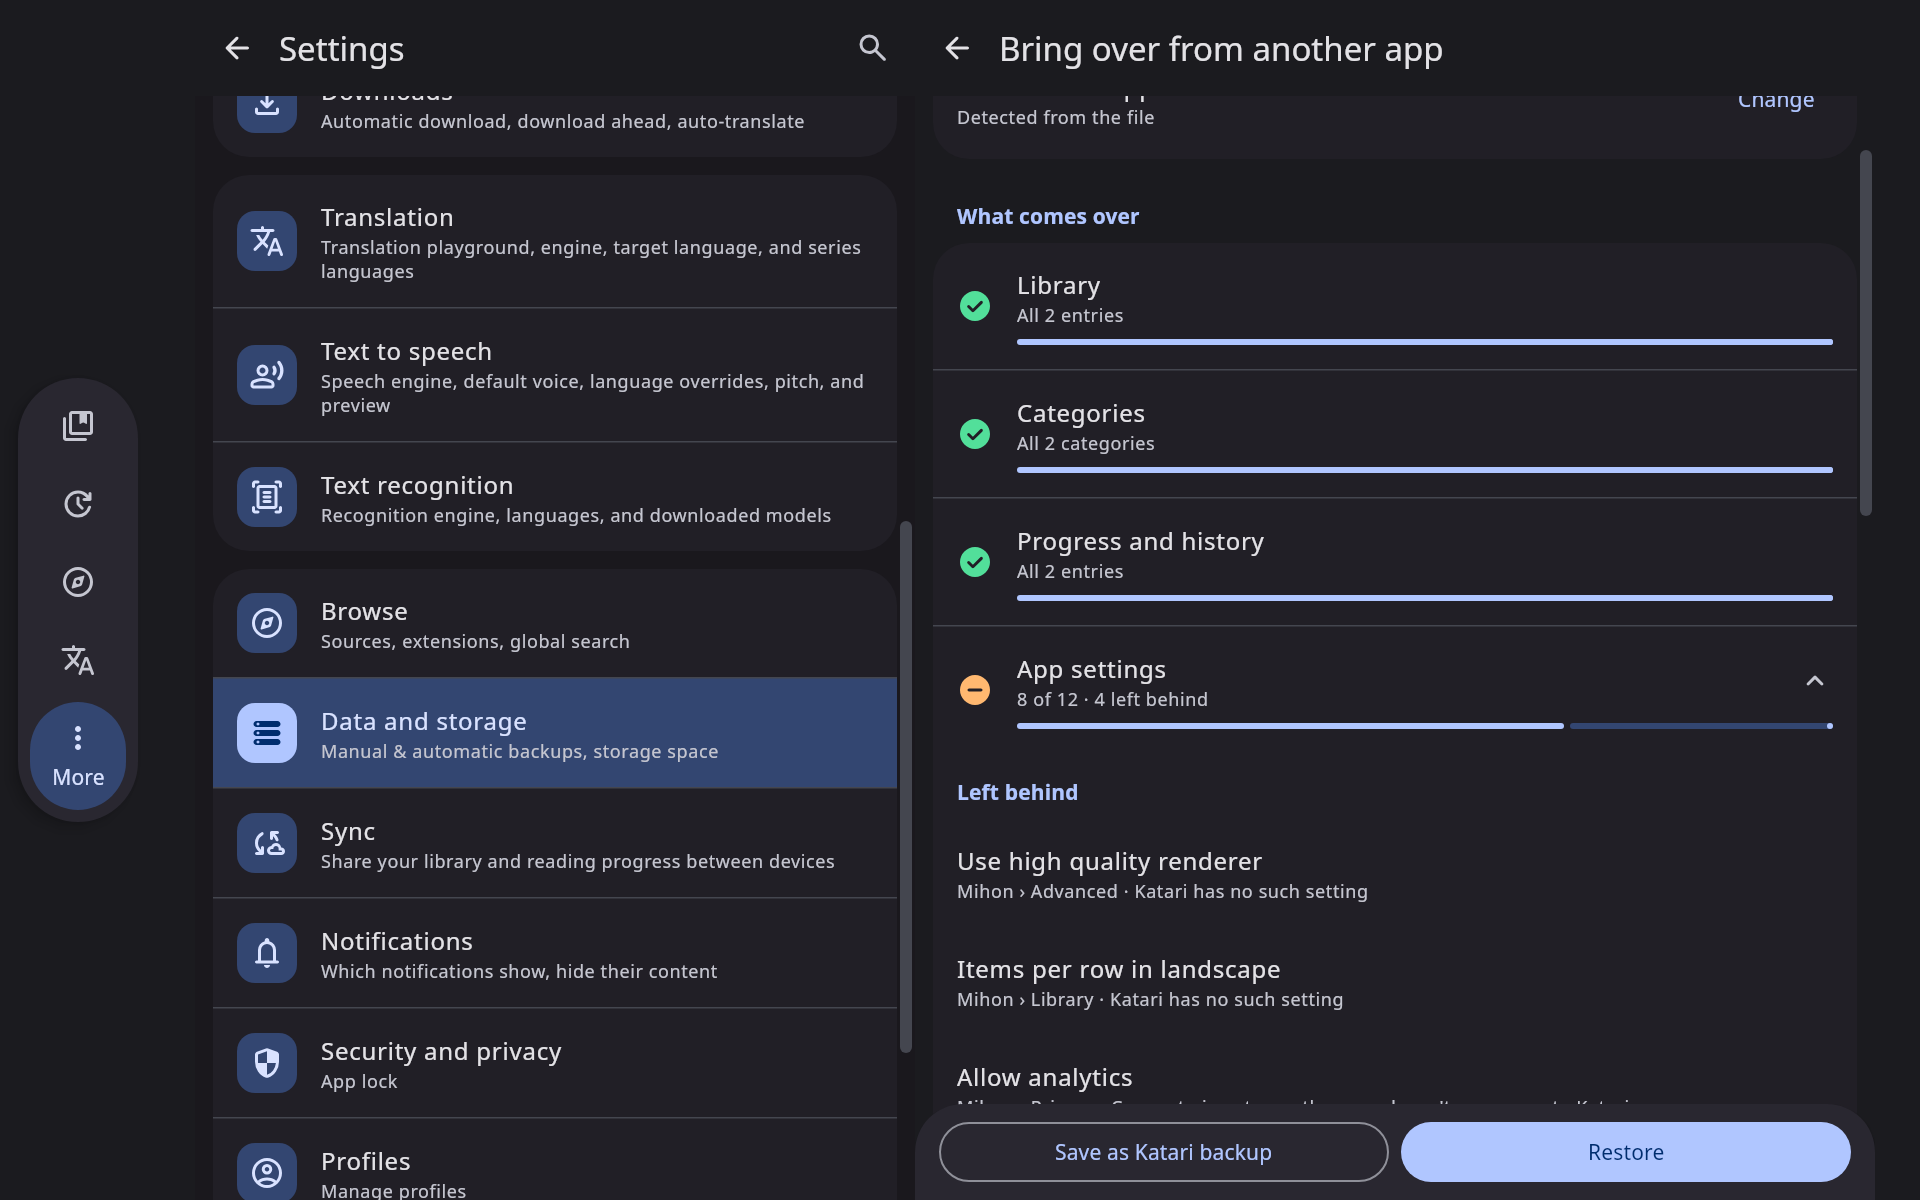 Settings
Downloads
Automatic download, download ahead, auto-translate
Translation
Translation playground, engine, target language, and series
languages
Text to speech
Speech engine, default voice, language overrides, pitch, and
preview
Text recognition
Recognition engine, languages, and downloaded models
Browse
Sources, extensions, global search
Data and storage
Manual & automatic backups, storage space
Sync
Share your library and reading progress between devices
Notifications
Which notifications show, hide their content
Security and privacy
App lock
Profiles
Manage profiles
More
Bring over from another app
Detected from the file
Change
What comes over
Library
All 2 entries
Categories
All 2 categories
Progress and history
All 2 entries
App settings
8 of 12 · 4 left behind
Left behind
Use high quality renderer
Mihon › Advanced · Katari has no such setting
Items per row in landscape
Mihon › Library · Katari has no such setting
Allow analytics
Save as Katari backup
Restore